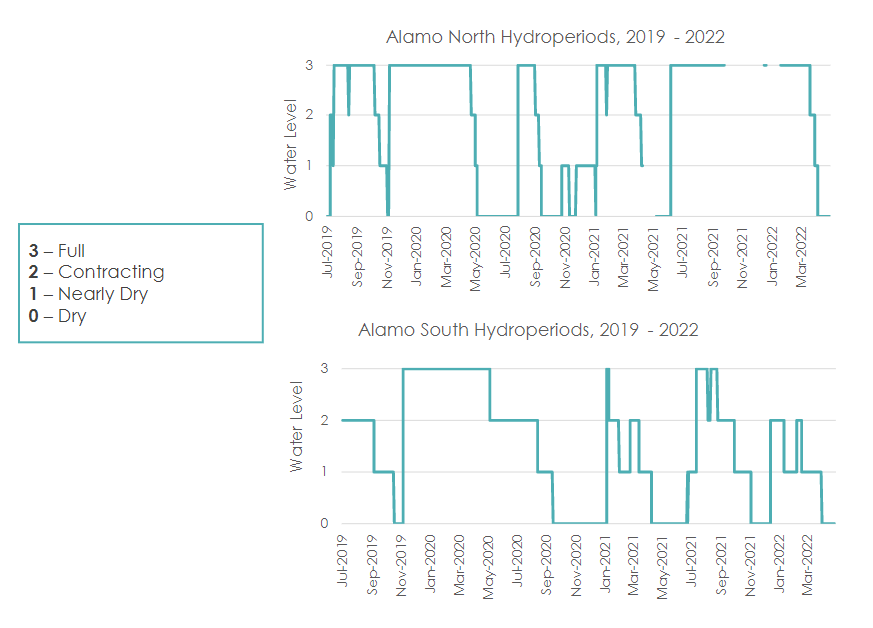 Alamo North Hydroperiods, 2019 - 2022
Water Level
3
2
1
0
Jul-2019
Sep-2019
Nov-2019
Jan-2020
Mar-2020
May-2020
Jul-2020
Sep-2020
Nov-2020
Jan-2021
Mar-2021
May-2021
Jul-2021
Sep-2021
Nov-2021
Jan-2022
Mar-2022
3 – Full
2 – Contracting
1 – Nearly Dry
0 – Dry
Alamo South Hydroperiods, 2019 - 2022
Water Level
3
2
1
0
Jul-2019
Sep-2019
Nov-2019
Jan-2020
Mar-2020
May-2020
Jul-2020
Sep-2020
Nov-2020
Jan-2021
Mar-2021
May-2021
Jul-2021
Sep-2021
Nov-2021
Jan-2022
Mar-2022